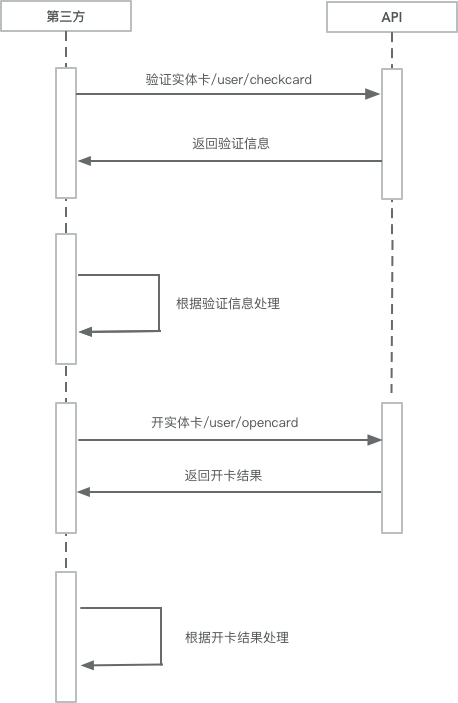 第三方
API
验证实体卡/user/checkcard
返回验证信息
根据验证信息处理
开实体卡/user/opencard
返回开卡结果
根据开卡结果处理